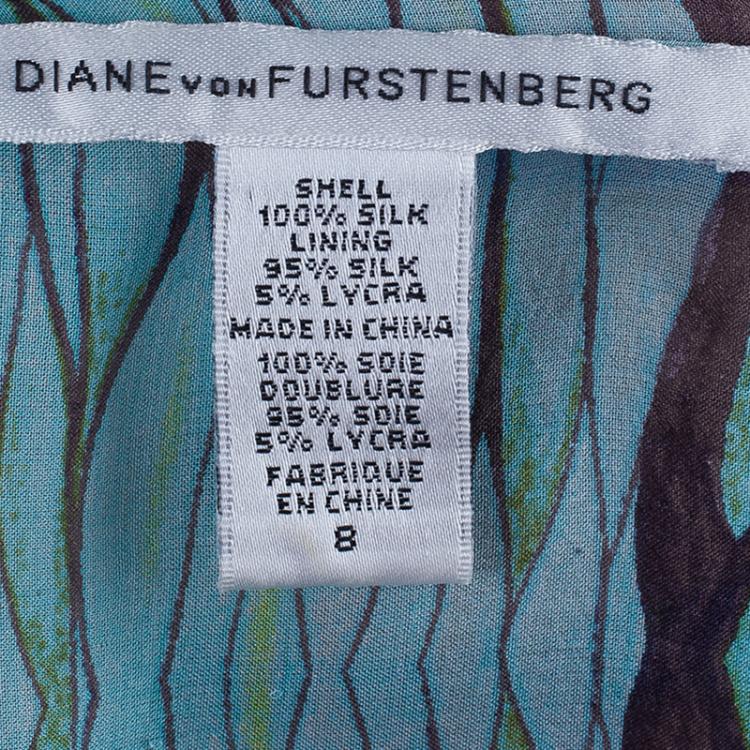 DIANE VON FURSTENBERG
SHELL
100% SILK
LINING
95% SILK
5% LYCRA
MADE IN CHINA
100% SOIE
DOUBLURE
95% SOIE
5% LYCRA
FABRIQUE
EN CHINE
8